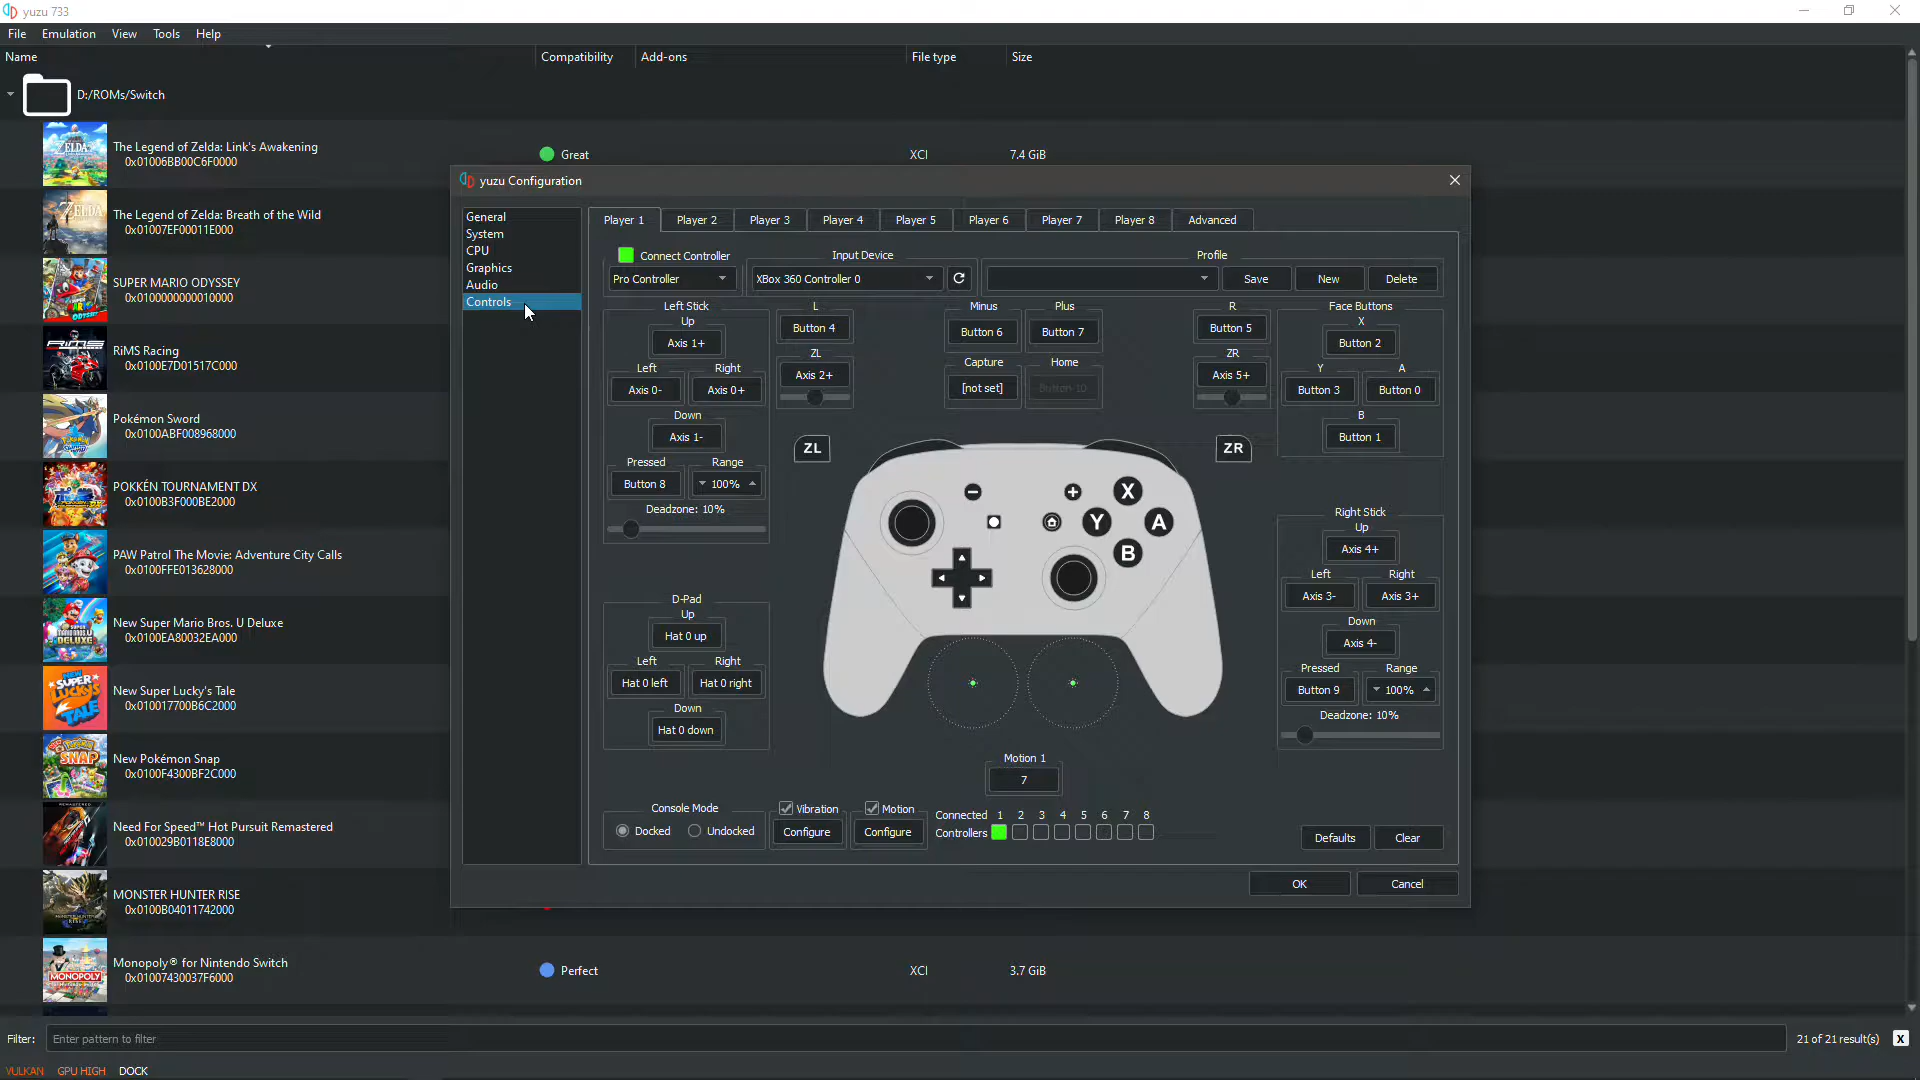 yuzu 733
File Emulation View Tools Help
Name Compatibility Add-ons File type Size
D:/ROMs/Switch
The Legend of Zelda: Link's Awakening
0x01006BB00C6F0000
Great XCI 7.4 GiB
The Legend of Zelda: Breath of the Wild
0x01007EF00011E000
SUPER MARIO ODYSSEY
0x0100000000010000
RiMS Racing
0x0100E7D01517C000
Pokémon Sword
0x0100ABF008968000
POKKÉN TOURNAMENT DX
0x0100B3F000BE2000
PAW Patrol The Movie: Adventure City Calls
0x0100FFE013628000
New Super Mario Bros. U Deluxe
0x0100EA80032EA000
New Super Lucky's Tale
0x010017700B6C2000
New Pokémon Snap
0x0100F4300BF2C000
Need For Speed™ Hot Pursuit Remastered
0x010029B0118E8000
MONSTER HUNTER RISE
0x0100B04011742000
Monopoly® for Nintendo Switch
0x01007430037F6000
Perfect XCI 3.7 GiB
yuzu Configuration
General
System
CPU
Graphics
Audio
Controls
Player 1 Player 2 Player 3 Player 4 Player 5 Player 6 Player 7 Player 8 Advanced
Connect Controller Input Device Profile
Pro Controller XBox 360 Controller 0 Save New Delete
Left Stick
Up
Axis 1+
Left Right
Axis 0- Axis 0+
Down
Axis 1-
Pressed Range
Button 8 100%
Deadzone: 10%
L
Button 4
ZL
Axis 2+
Minus Plus
Button 6 Button 7
Capture Home
[not set] Button 10
R
Button 5
ZR
Axis 5+
Face Buttons
X
Button 2
Y A
Button 3 Button 0
B
Button 1
ZL ZR
X
Y A
B
D-Pad
Up
Hat 0 up
Left Right
Hat 0 left Hat 0 right
Down
Hat 0 down
Right Stick
Up
Axis 4+
Left Right
Axis 3- Axis 3+
Down
Axis 4-
Pressed Range
Button 9 100%
Deadzone: 10%
Motion 1
7
Console Mode
Docked Undocked
Vibration
Configure
Motion
Configure
Connected 1 2 3 4 5 6 7 8
Controllers
Defaults Clear
OK Cancel
Filter: Enter pattern to filter 21 of 21 result(s) X
VULKAN GPU HIGH DOCK